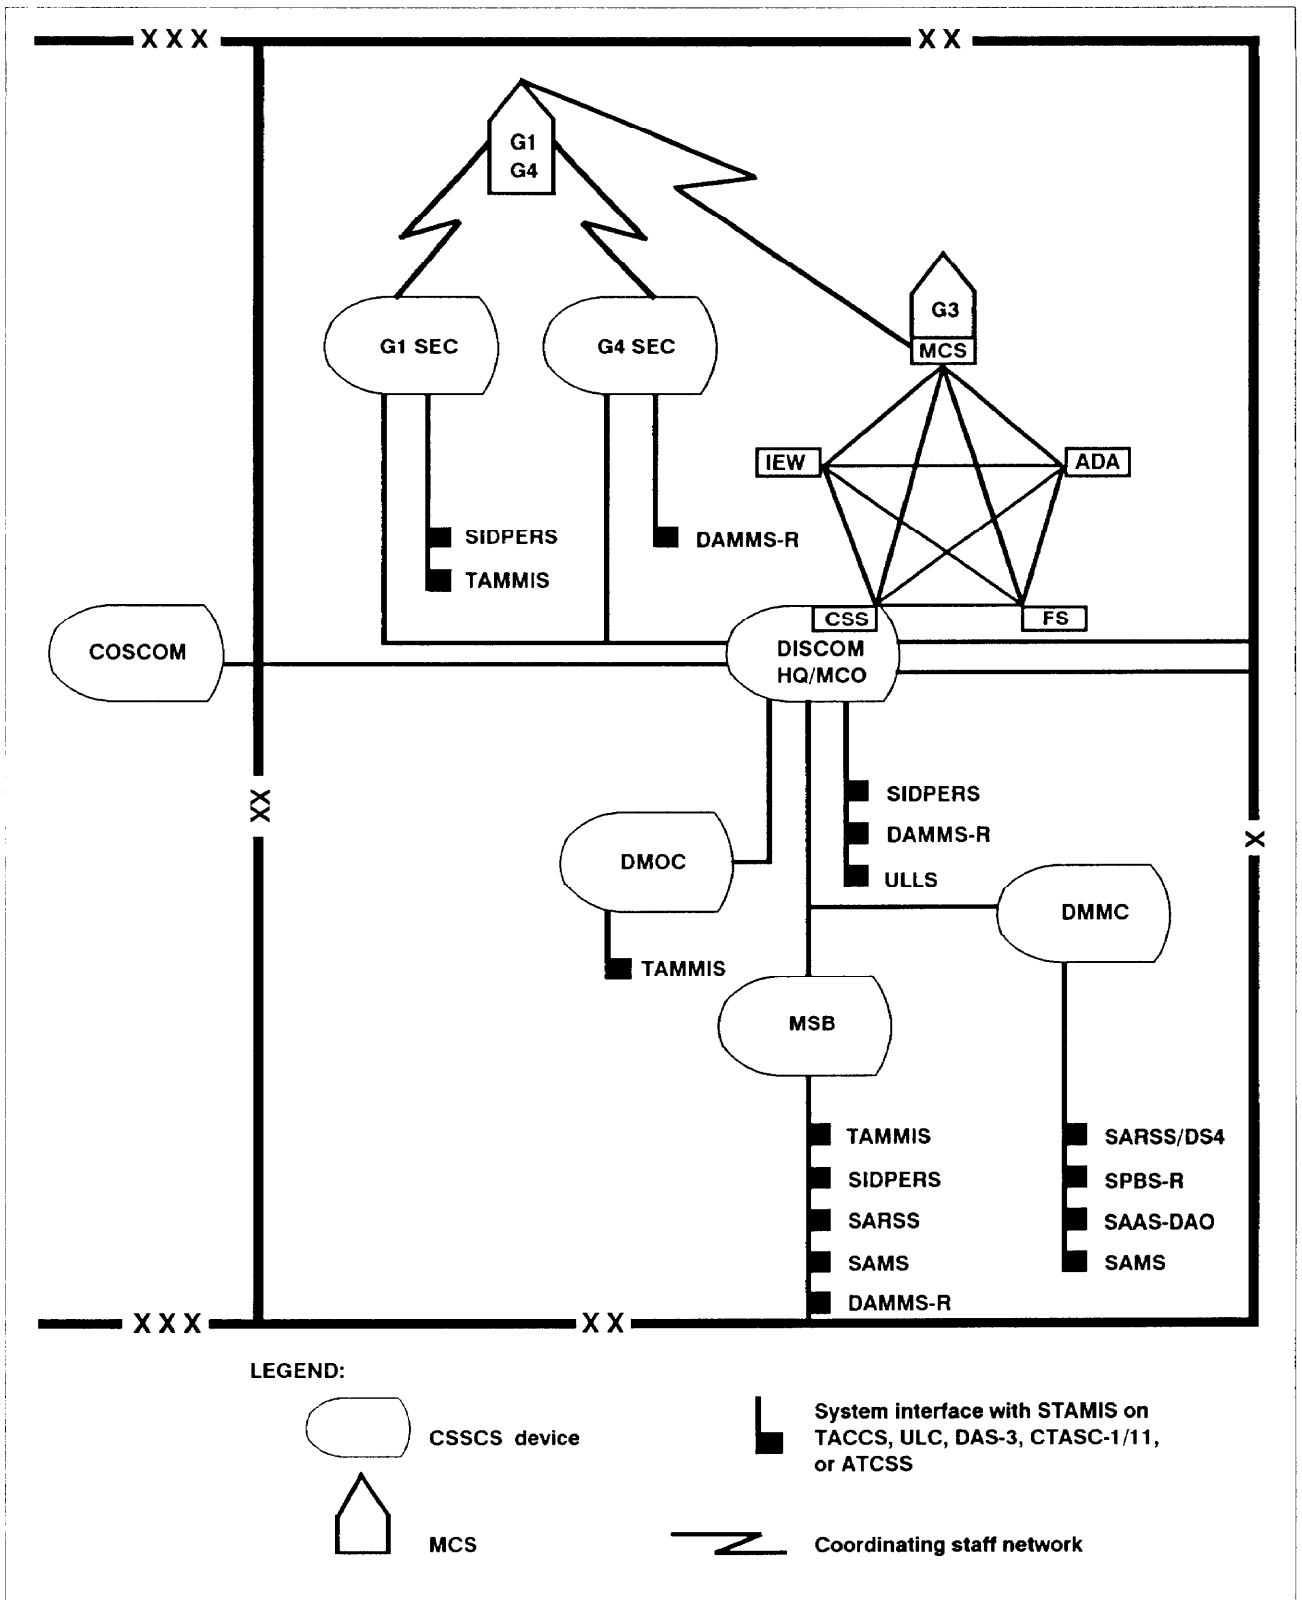 XXX
XX
G1
G4
G3
MCS
G1 SEC
G4 SEC
IEW
ADA
SIDPERS
TAMMIS
DAMMS-R
CSS
FS
COSCOM
DISCOM
HQ/MCO
XX
X
SIDPERS
DAMMS-R
ULLS
DMOC
DMMC
TAMMIS
MSB
TAMMIS
SIDPERS
SARSS
SAMS
DAMMS-R
SARSS/DS4
SPBS-R
SAAS-DAO
SAMS
XXX
XX
LEGEND:
CSSCS device
System interface with STAMIS on
TACCS, ULC, DAS-3, CTASC-1/11,
or ATCSS
MCS
Coordinating staff network